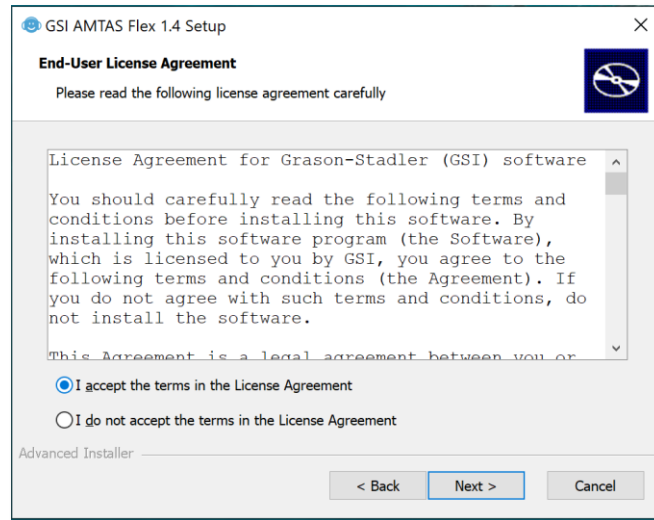 GSI AMTAS Flex 1.4 Setup
End-User License Agreement
Please read the following license agreement carefully
License Agreement for Grason-Stadler (GSI) software
You should carefully read the following terms and
conditions before installing this software. By
installing this software program (the Software),
which is licensed to you by GSI, you agree to the
following terms and conditions (the Agreement). If
you do not agree with such terms and conditions, do
not install the software.
This Agreement is a legal agreement between you or
I accept the terms in the License Agreement
I do not accept the terms in the License Agreement
Advanced Installer
< Back Next > Cancel